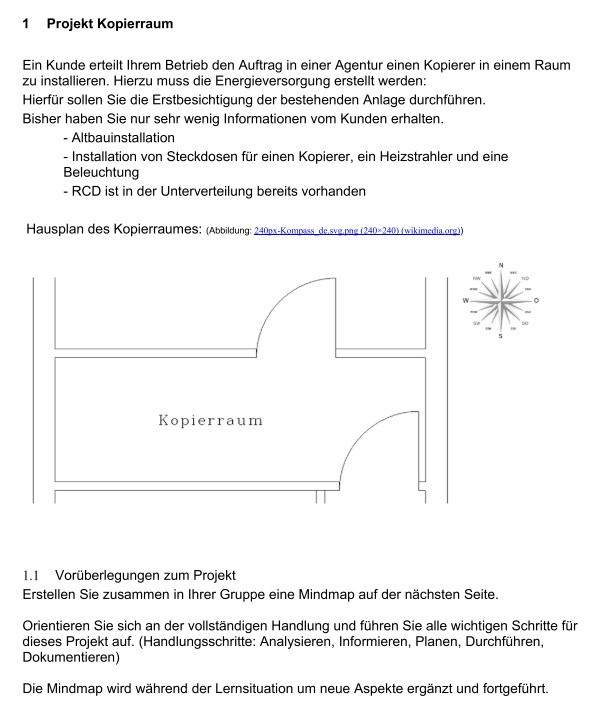 1 Projekt Kopierraum
Ein Kunde erteilt Ihrem Betrieb den Auftrag in einer Agentur einen Kopierer in einem Raum
zu installieren. Hierzu muss die Energieversorgung erstellt werden:
Hierfür sollen Sie die Erstbesichtigung der bestehenden Anlage durchführen.
Bisher haben Sie nur sehr wenig Informationen vom Kunden erhalten.
- Altbauinstallation
- Installation von Steckdosen für einen Kopierer, ein Heizstrahler und eine
Beleuchtung
- RCD ist in der Unterverteilung bereits vorhanden
Hausplan des Kopierraumes: (Abbildung: 240px-Kompass_de.svg.png (240×240) (wikimedia.org))
N
NW NO
W O
SW SO
S
Kopierraum
1.1 Vorüberlegungen zum Projekt
Erstellen Sie zusammen in Ihrer Gruppe eine Mindmap auf der nächsten Seite.
Orientieren Sie sich an der vollständigen Handlung und führen Sie alle wichtigen Schritte für
dieses Projekt auf. (Handlungsschritte: Analysieren, Informieren, Planen, Durchführen,
Dokumentieren)
Die Mindmap wird während der Lernsituation um neue Aspekte ergänzt und fortgeführt.